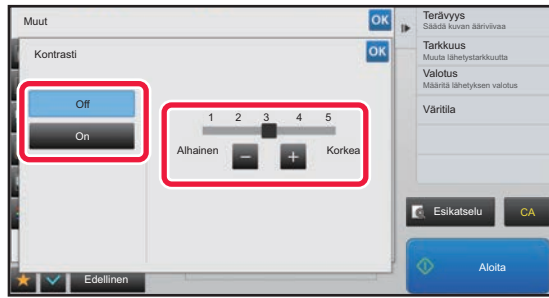 Muut
OK
Kontrasti
OK
Off
On
1 2 3 4 5
Alhainen
Korkea
Edellinen
Terävyys
Säädä kuvan ääriviivaa
Tarkkuus
Muuta lähetystarkkuutta
Valotus
Määritä lähetyksen valotus
Väritila
Esikatselu
CA
Aloita